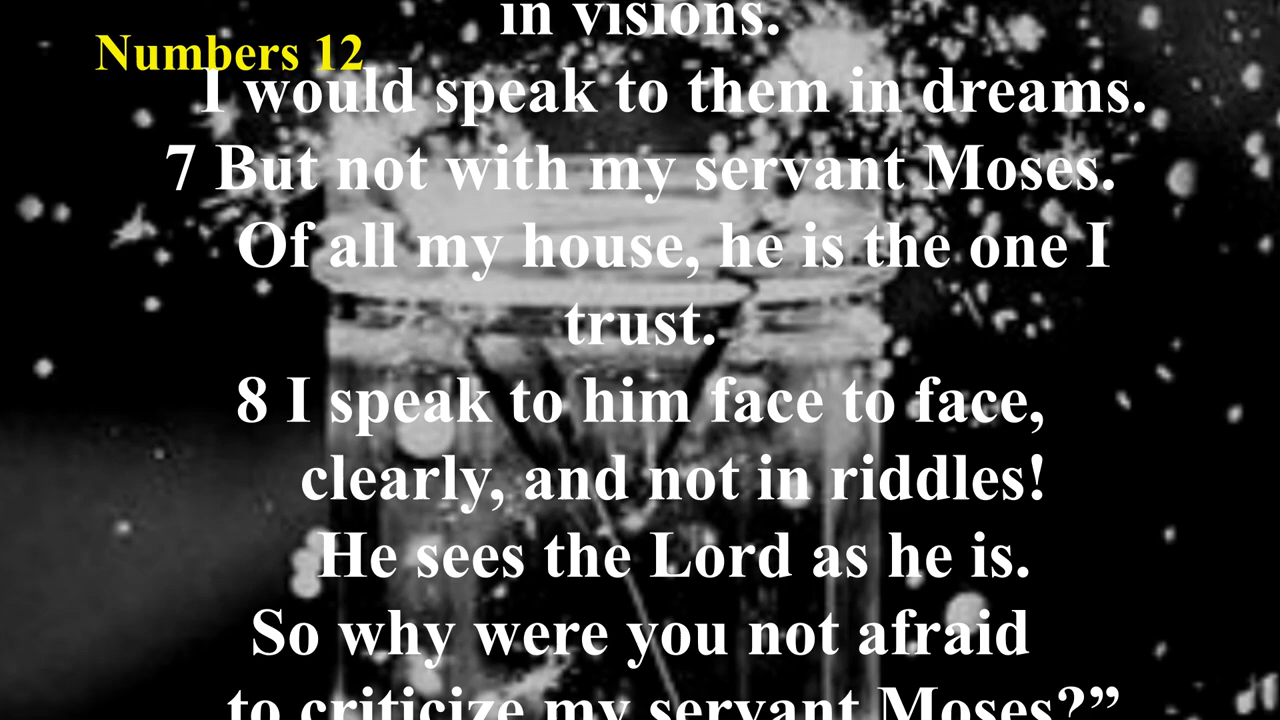 in visions.
Numbers 12
I would speak to them in dreams.
7 But not with my servant Moses.
Of all my house, he is the one I
trust.
8 I speak to him face to face,
clearly, and not in riddles!
He sees the Lord as he is.
So why were you not afraid
to criticize my servant Moses?”